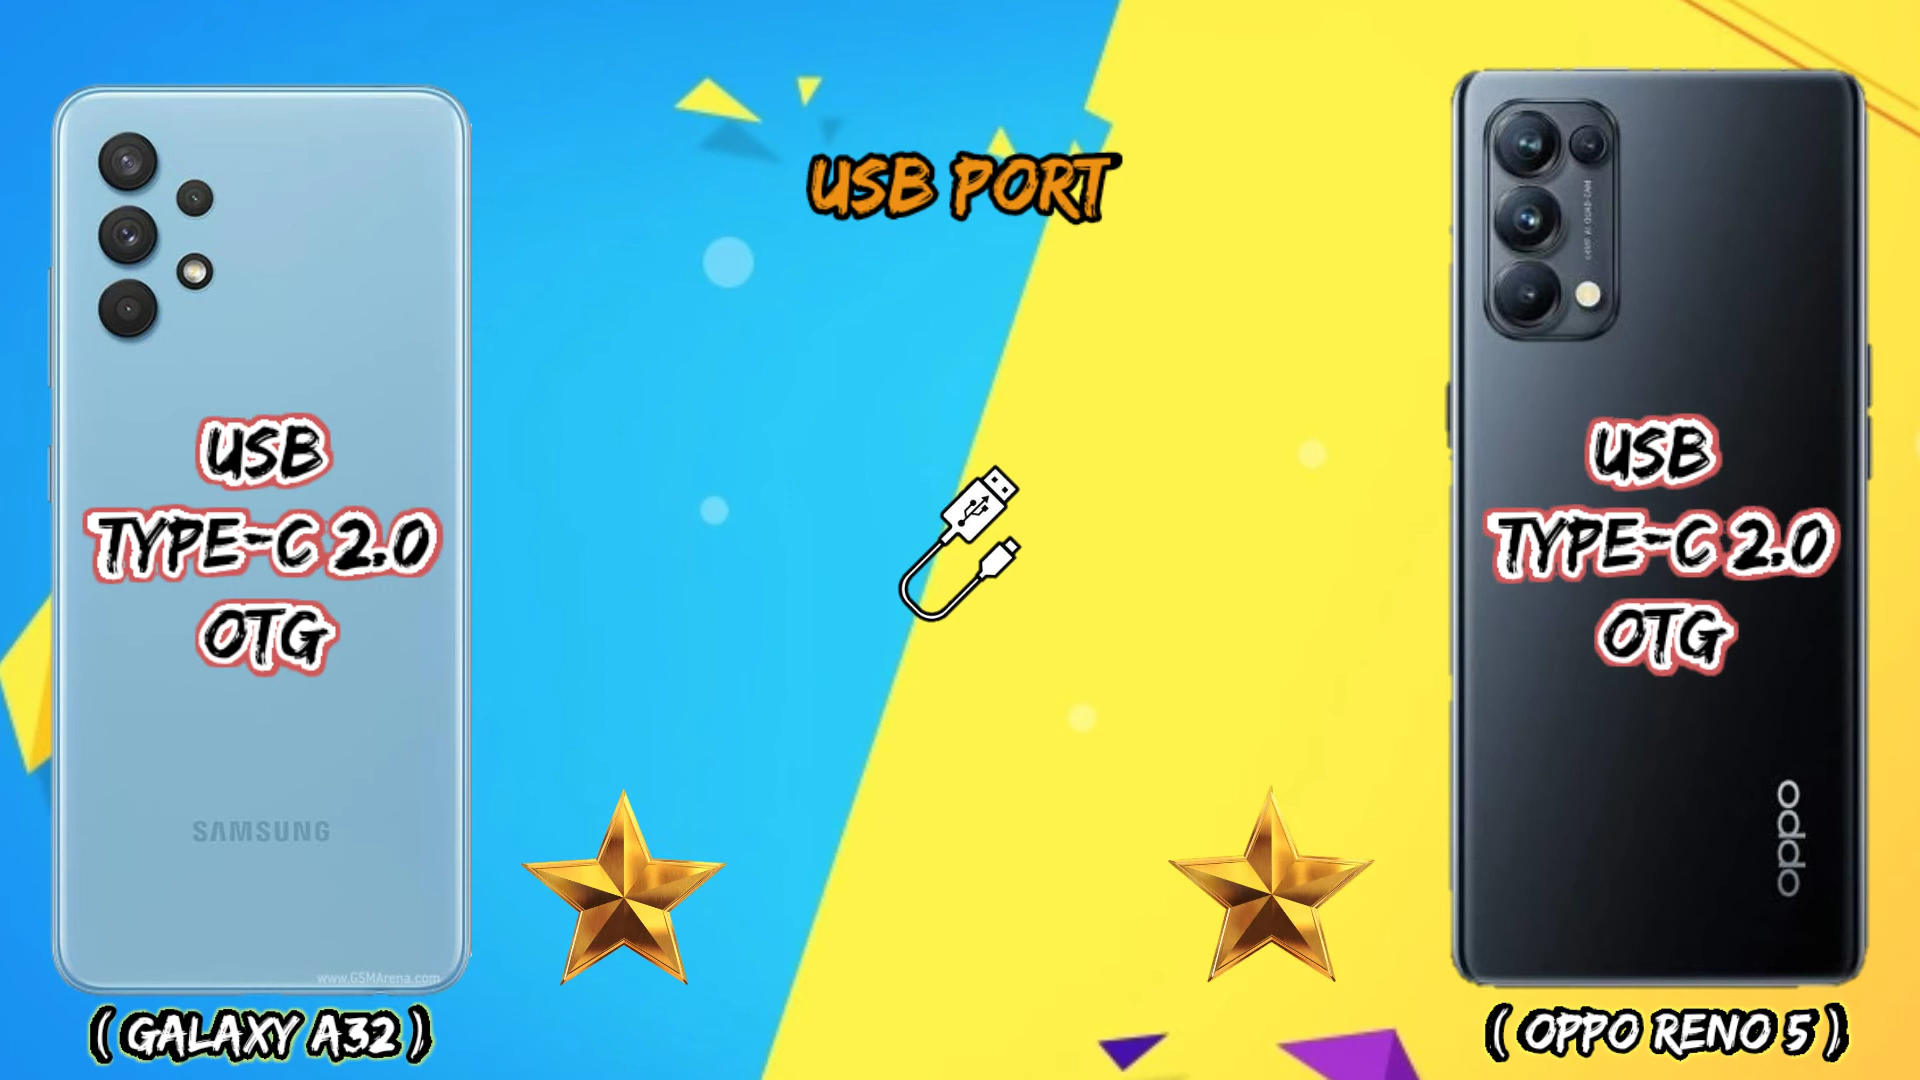 USB PORT
USB
TYPE-C 2.0
OTG
SAMSUNG
www.GSMArena.com
( GALAXY A32 )
USB
TYPE-C 2.0
OTG
oppo
( OPPO RENO 5 )